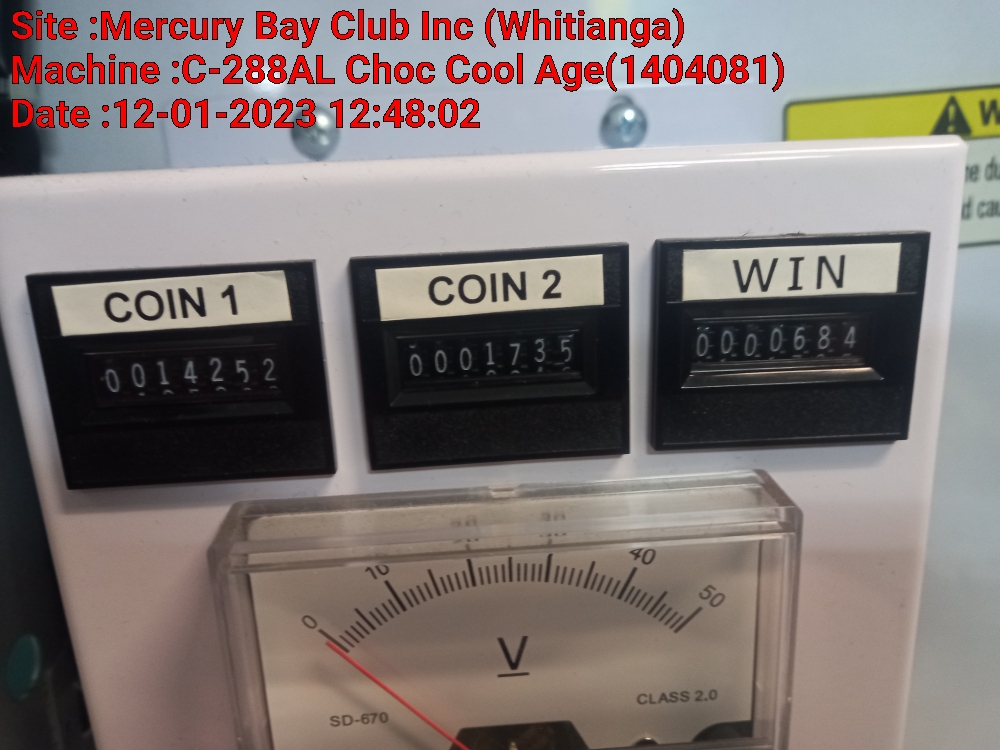 Site :Mercury Bay Club Inc (Whitianga)
Machine :C-288AL Choc Cool Age(1404081)
Date :12-01-2023 12:48:02
COIN 1
COIN 2
WIN
0014252
0001735
0000684
0
10
40
50
V
SD-670
CLASS 2.0